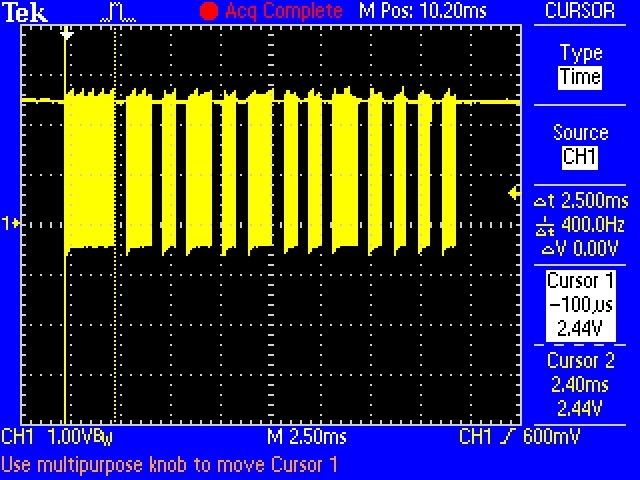 Tek Acq Complete M Pos: 10.20ms CURSOR
Type
Time
Source
CH1
Δt 2.500ms
1/Δt 400.0Hz
ΔV 0.00V
1
Cursor 1
-100µs
2.44V
Cursor 2
2.40ms
2.44V
CH1 1.00VBw M 2.50ms CH1 600mV
Use multipurpose knob to move Cursor 1